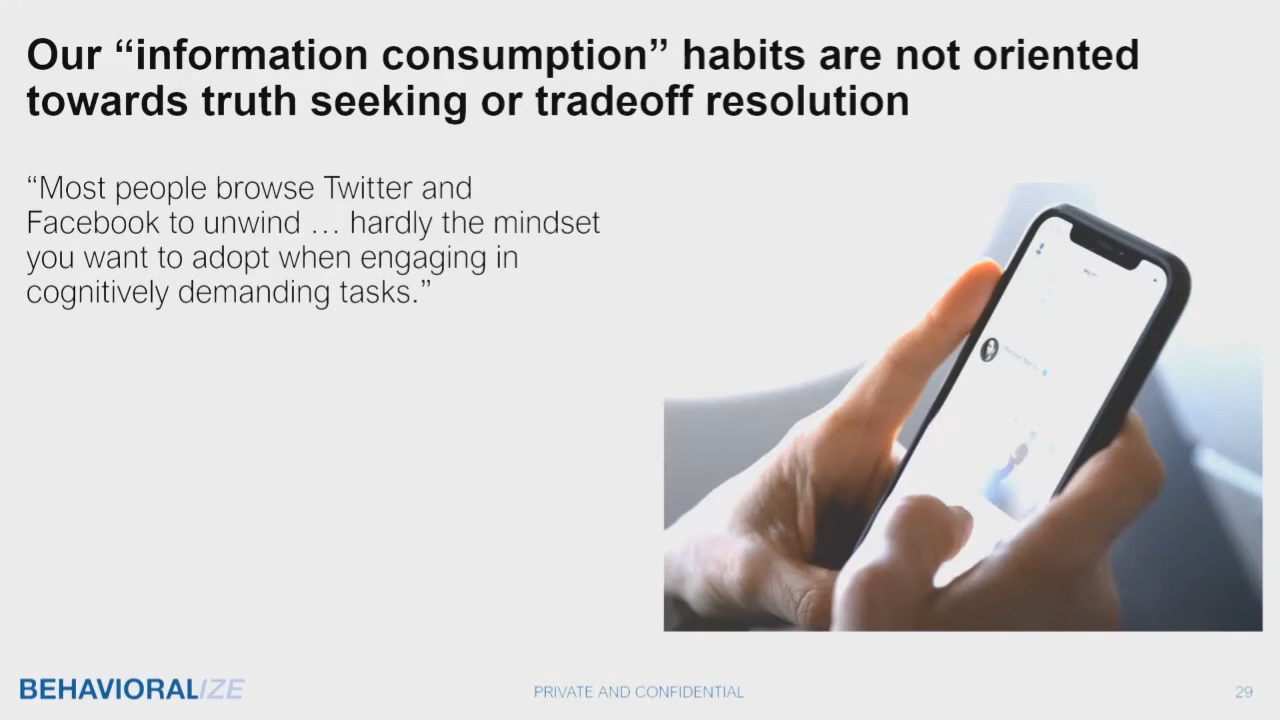 Our “information consumption” habits are not oriented
towards truth seeking or tradeoff resolution
“Most people browse Twitter and
Facebook to unwind … hardly the mindset
you want to adopt when engaging in
cognitively demanding tasks.”
BEHAVIORALIZE
PRIVATE AND CONFIDENTIAL
29